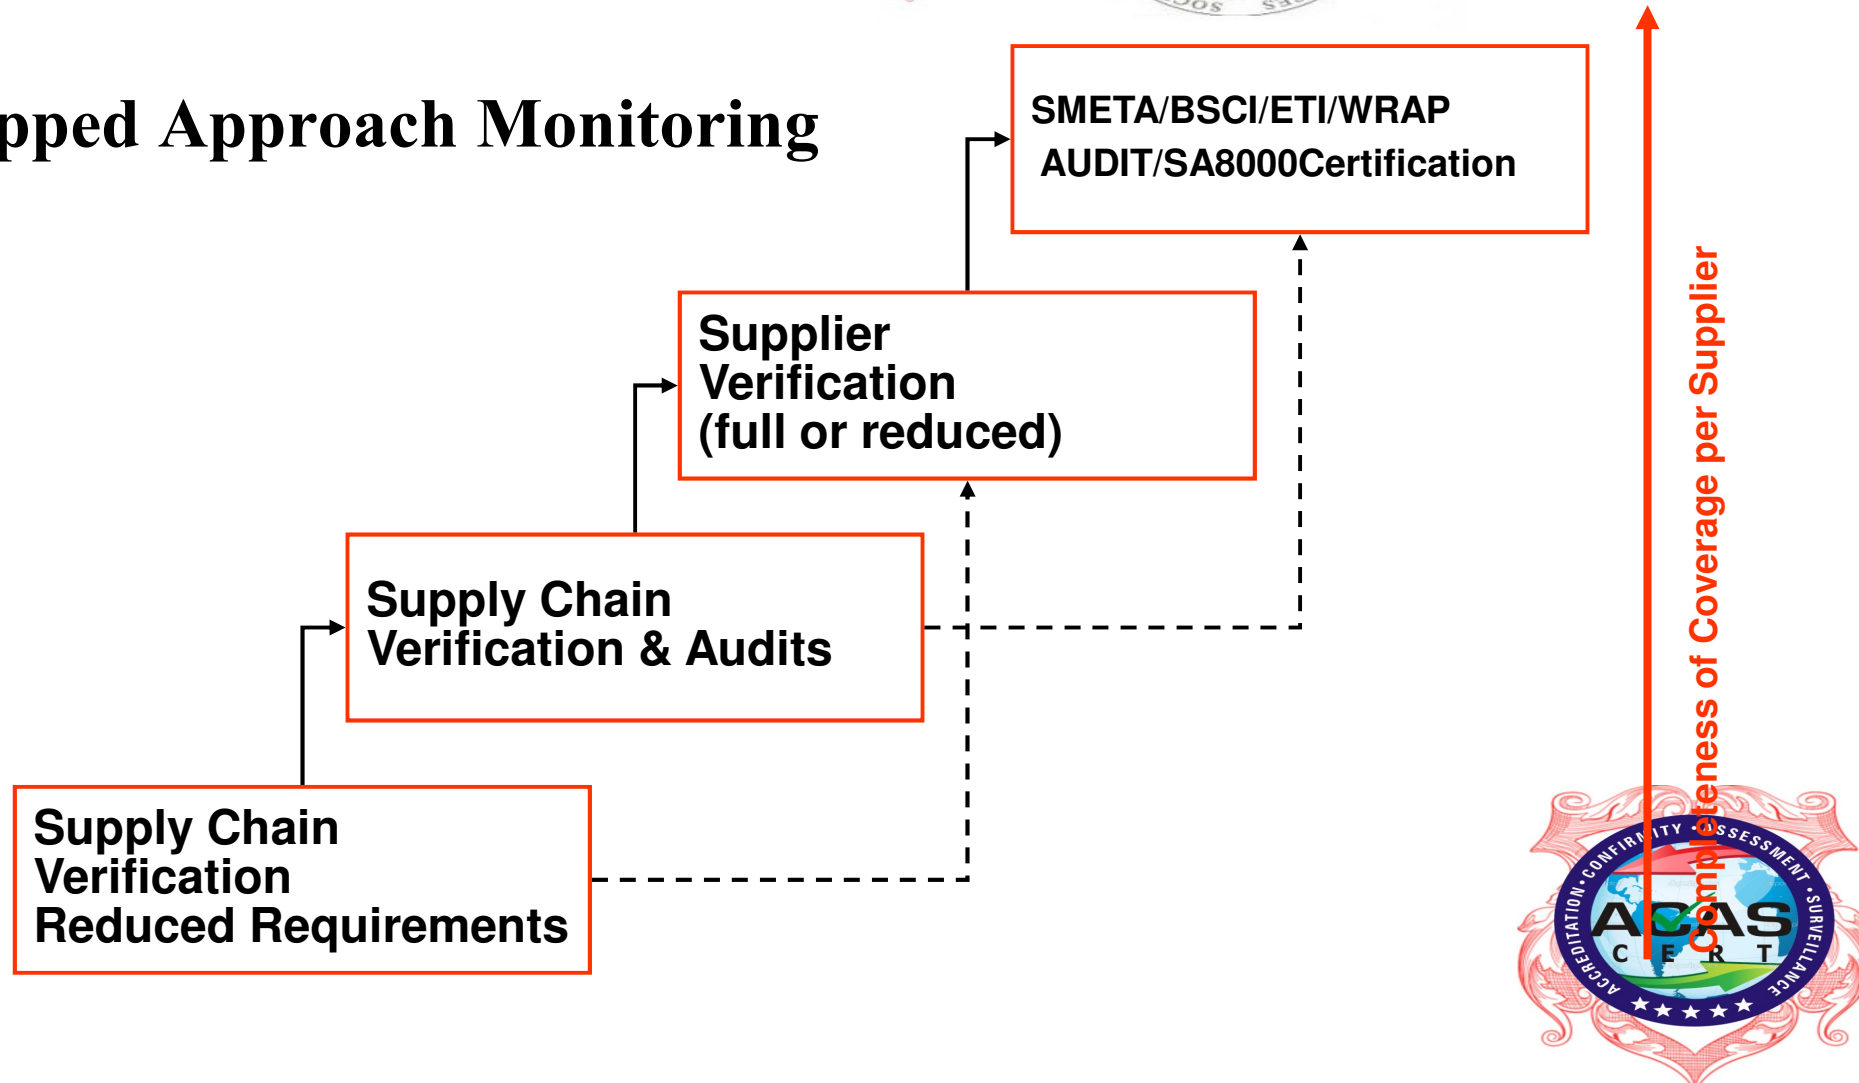 pped Approach Monitoring
SMETA/BSCI/ETI/WRAP
AUDIT/SA8000Certification
Supplier
Verification
(full or reduced)
Supply Chain
Verification & Audits
Supply Chain
Verification
Reduced Requirements
Completeness of Coverage per Supplier
ACCREDITATION•CONFIRMITY•ASSESSMENT•SURVEILLANCE
ACAS
CERT